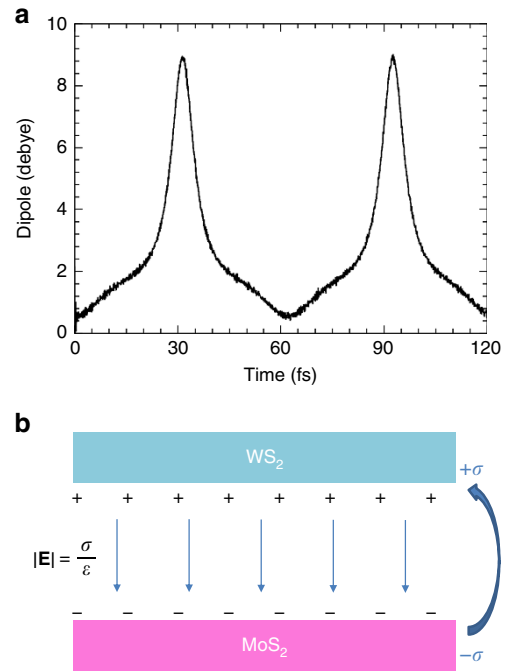 a
10
8
6
4
2
0
Dipole (debye)
0 30 60 90 120
Time (fs)
b
WS₂
+σ
+ + + + + + + +
|E| = σ/ε
− − − − − − − −
MoS₂
−σ